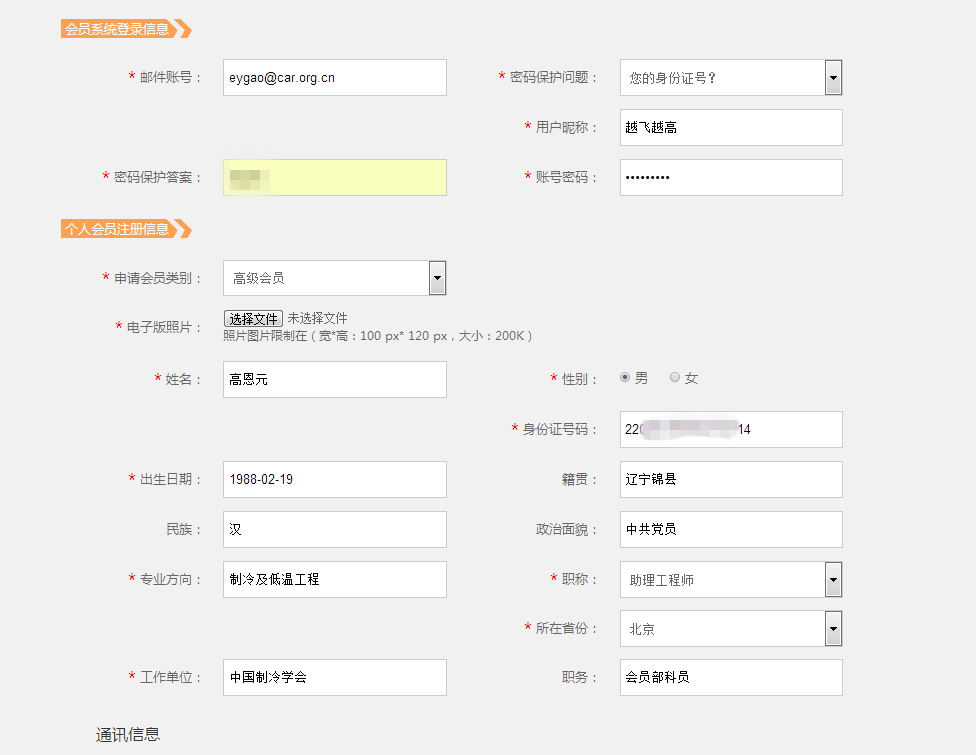 会员系统登录信息
* 邮件账号： eygao@car.org.cn * 密码保护问题： 您的身份证号？
* 用户昵称： 越飞越高
* 密码保护答案： * 账号密码： •••••••••
个人会员注册信息
* 申请会员类别： 高级会员
* 电子版照片： 选择文件 未选择文件
照片图片限制在（宽*高：100 px* 120 px，大小：200K）
* 姓名： 高恩元 * 性别： 男 女
* 身份证号码： 22 14
* 出生日期： 1988-02-19 籍贯： 辽宁锦县
民族： 汉 政治面貌： 中共党员
* 专业方向： 制冷及低温工程 * 职称： 助理工程师
* 所在省份： 北京
* 工作单位： 中国制冷学会 职务： 会员部科员
通讯信息